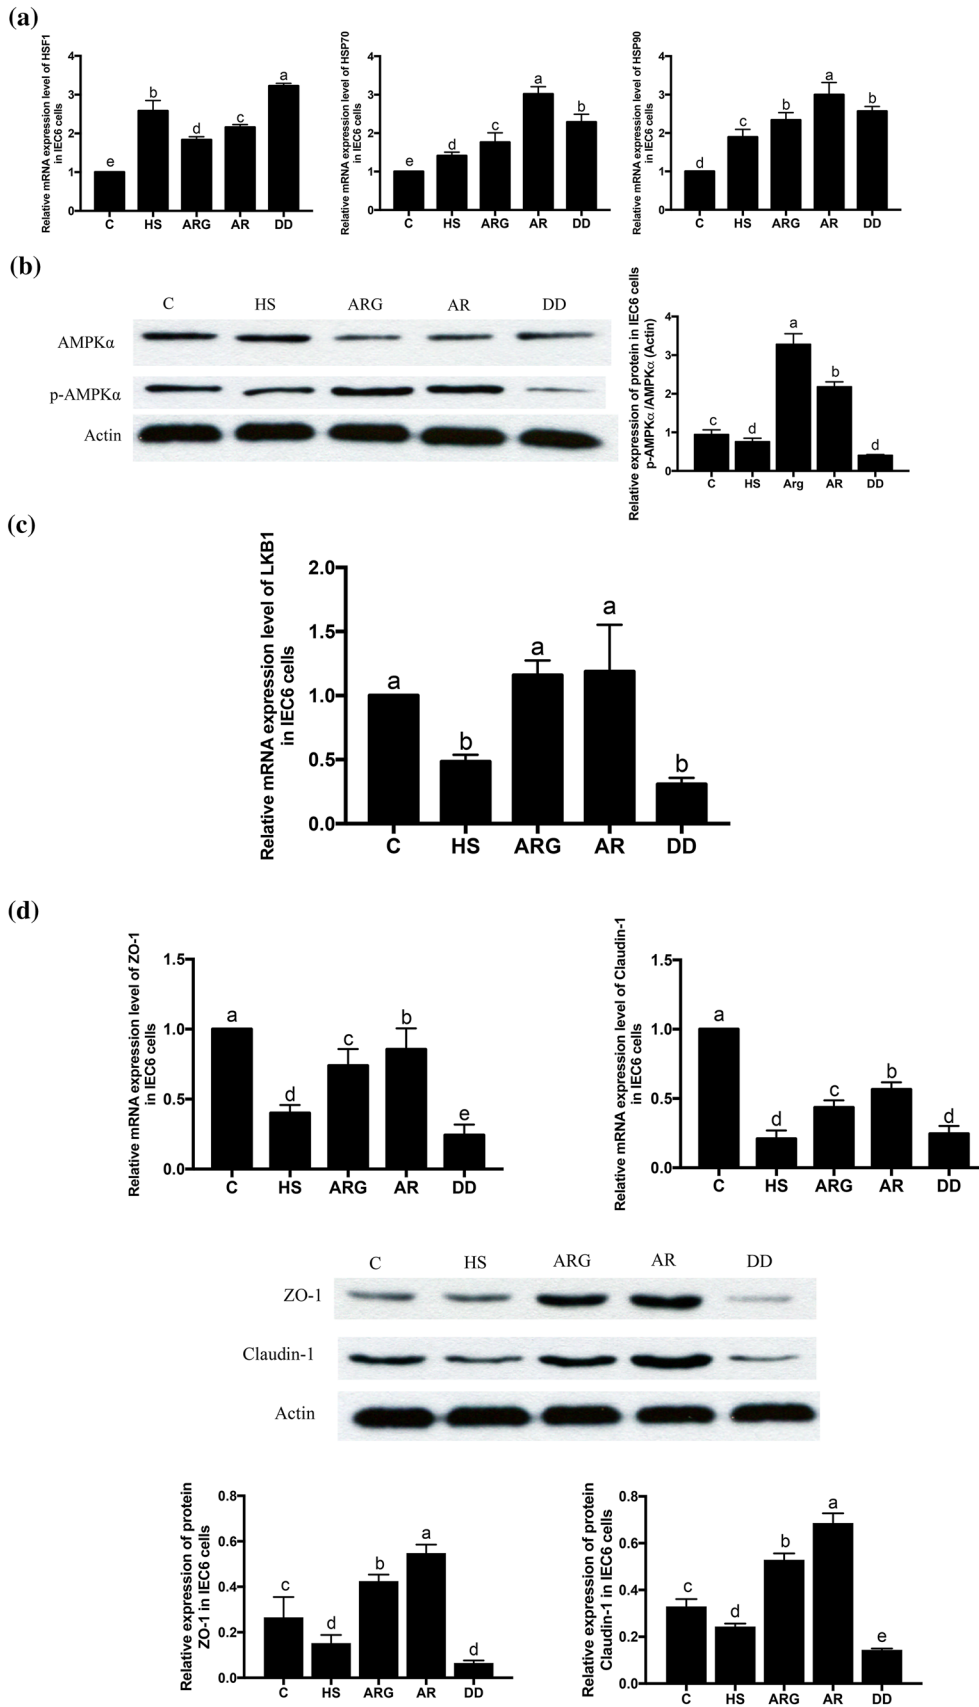 (a)
Relative mRNA expression level of HSF1
in IEC6 cells
4
3
2
1
0
e
b
d
c
a
C HS ARG AR DD
Relative mRNA expression level of HSP70
in IEC6 cells
4
3
2
1
0
e
d
c
a
b
C HS ARG AR DD
Relative mRNA expression level of HSP90
in IEC6 cells
4
3
2
1
0
d
c
b
a
b
C HS ARG AR DD
(b)
C HS ARG AR DD
AMPKα
p-AMPKα
Actin
Relative expression of protein in IEC6 cells
p-AMPKα /AMPKα (Actin)
4
3
2
1
0
c
d
a
b
d
C HS Arg AR DD
(c)
Relative mRNA expression level of LKB1
in IEC6 cells
2.0
1.5
1.0
0.5
0.0
a
b
a
a
b
C HS ARG AR DD
(d)
Relative mRNA expression level of ZO-1
in IEC6 cells
1.5
1.0
0.5
0.0
a
d
c
b
e
C HS ARG AR DD
Relative mRNA expression level of Claudin-1
in IEC6 cells
1.5
1.0
0.5
0.0
a
d
c
b
d
C HS ARG AR DD
C HS ARG AR DD
ZO-1
Claudin-1
Actin
Relative expression of protein
ZO-1 in IEC6 cells
0.8
0.6
0.4
0.2
0.0
c
d
b
a
d
C HS ARG AR DD
Relative expression of protein
Claudin-1 in IEC6 cells
0.8
0.6
0.4
0.2
0.0
c
d
b
a
e
C HS ARG AR DD